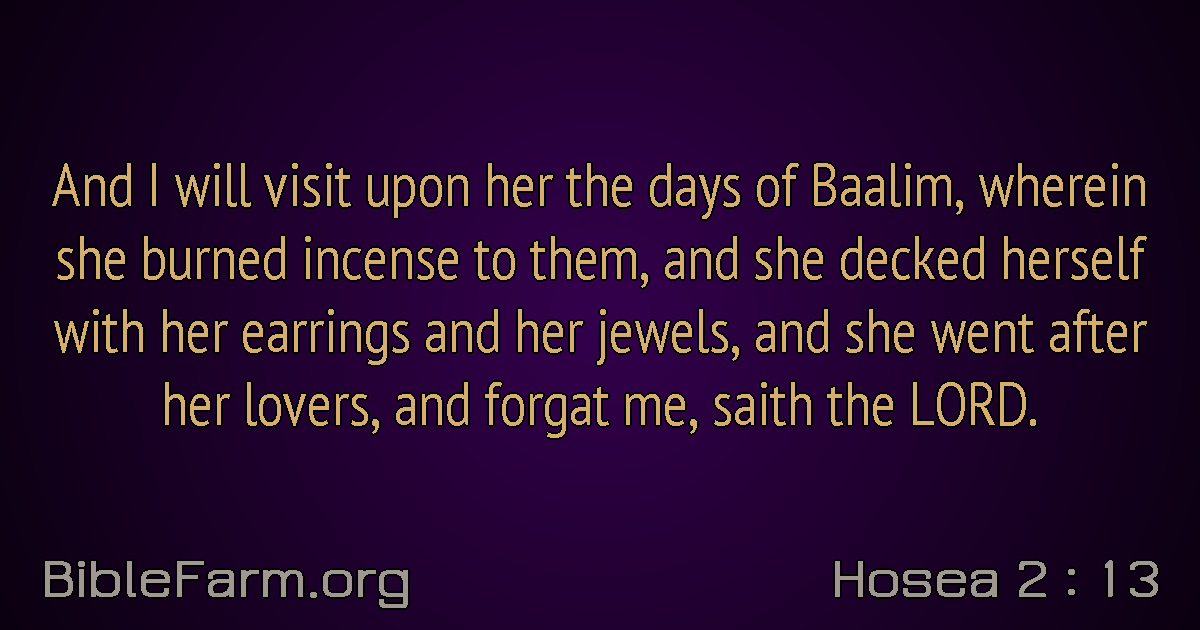 And I will visit upon her the days of Baalim, wherein
she burned incense to them, and she decked herself
with her earrings and her jewels, and she went after
her lovers, and forgat me, saith the LORD.
BibleFarm.org
Hosea 2 : 13